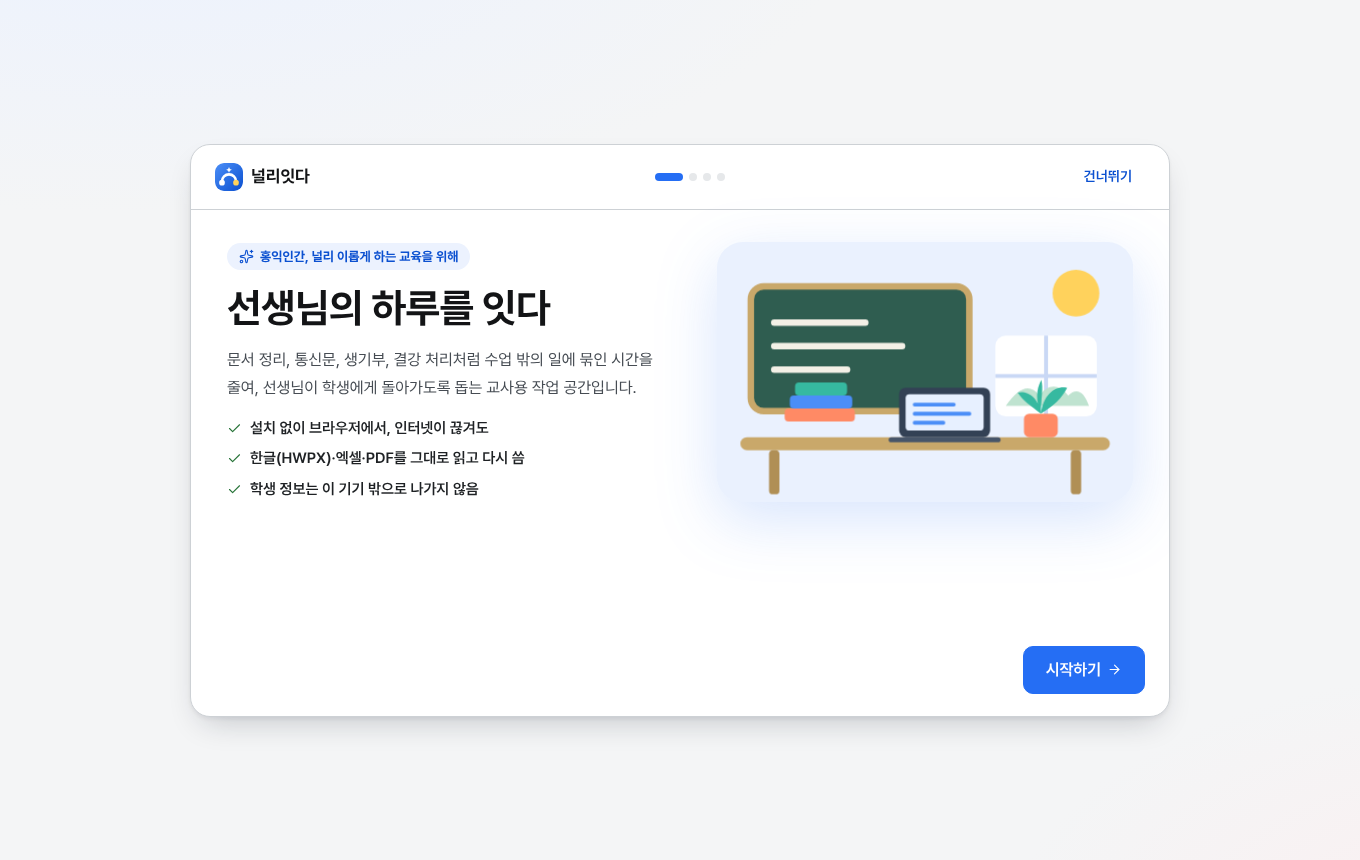 널리잇다
건너뛰기
홍익인간, 널리 이롭게 하는 교육을 위해
선생님의 하루를 잇다
문서 정리, 통신문, 생기부, 결강 처리처럼 수업 밖의 일에 묶인 시간을
줄여, 선생님이 학생에게 돌아가도록 돕는 교사용 작업 공간입니다.
설치 없이 브라우저에서, 인터넷이 끊겨도
한글(HWPX)·엑셀·PDF를 그대로 읽고 다시 씀
학생 정보는 이 기기 밖으로 나가지 않음
시작하기